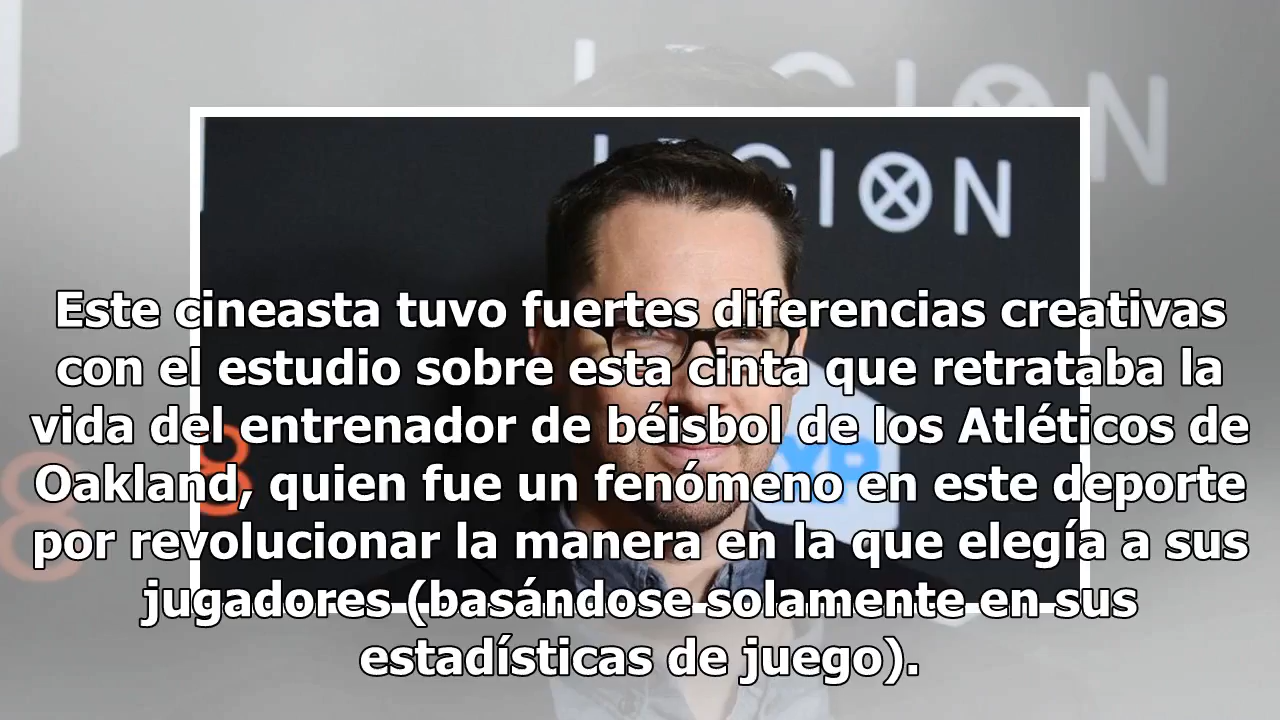 LEGION
Este cineasta tuvo fuertes diferencias creativas
con el estudio sobre esta cinta que retrataba la
vida del entrenador de béisbol de los Atléticos de
Oakland, quien fue un fenómeno en este deporte
por revolucionar la manera en la que elegía a sus
jugadores (basándose solamente en sus
estadísticas de juego).